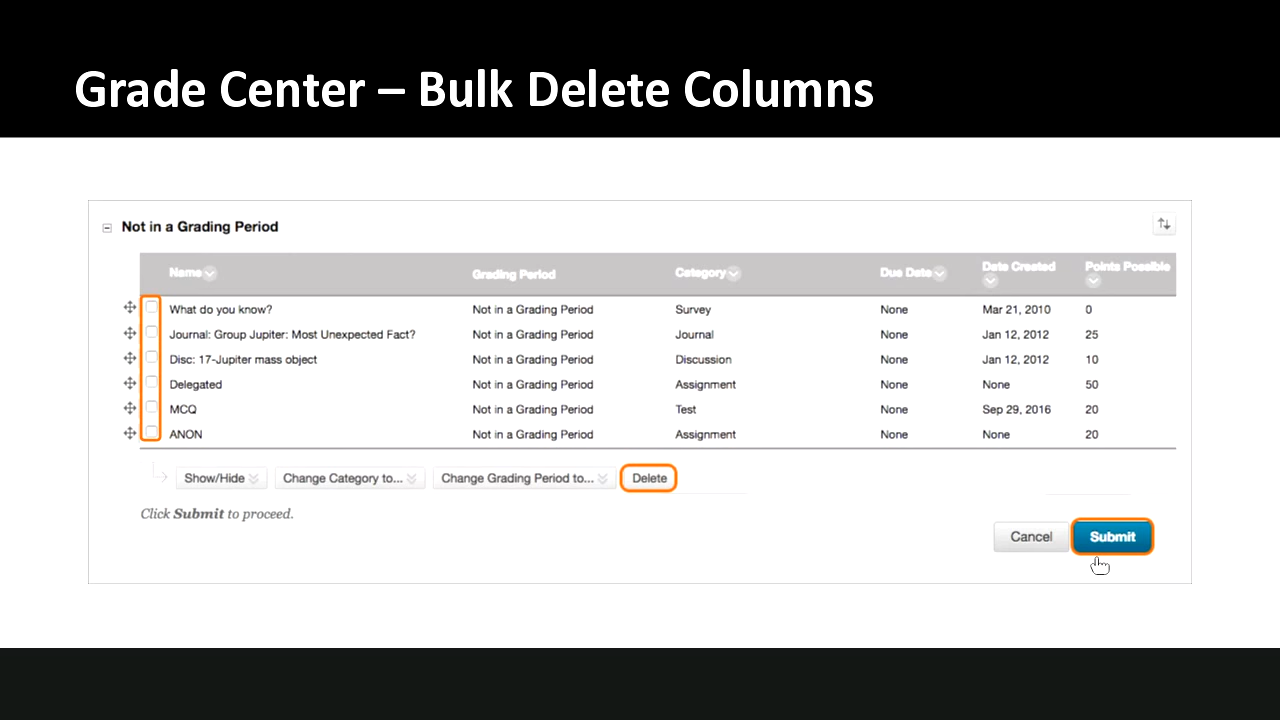 Grade Center – Bulk Delete Columns
Not in a Grading Period
Name Grading Period Category Due Date Date Created Points Possible
What do you know? Not in a Grading Period Survey None Mar 21, 2010 0
Journal: Group Jupiter: Most Unexpected Fact? Not in a Grading Period Journal None Jan 12, 2012 25
Disc: 17-Jupiter mass object Not in a Grading Period Discussion None Jan 12, 2012 10
Delegated Not in a Grading Period Assignment None None 50
MCQ Not in a Grading Period Test None Sep 29, 2016 20
ANON Not in a Grading Period Assignment None None 20
Show/Hide Change Category to... Change Grading Period to... Delete
Click Submit to proceed.
Cancel Submit